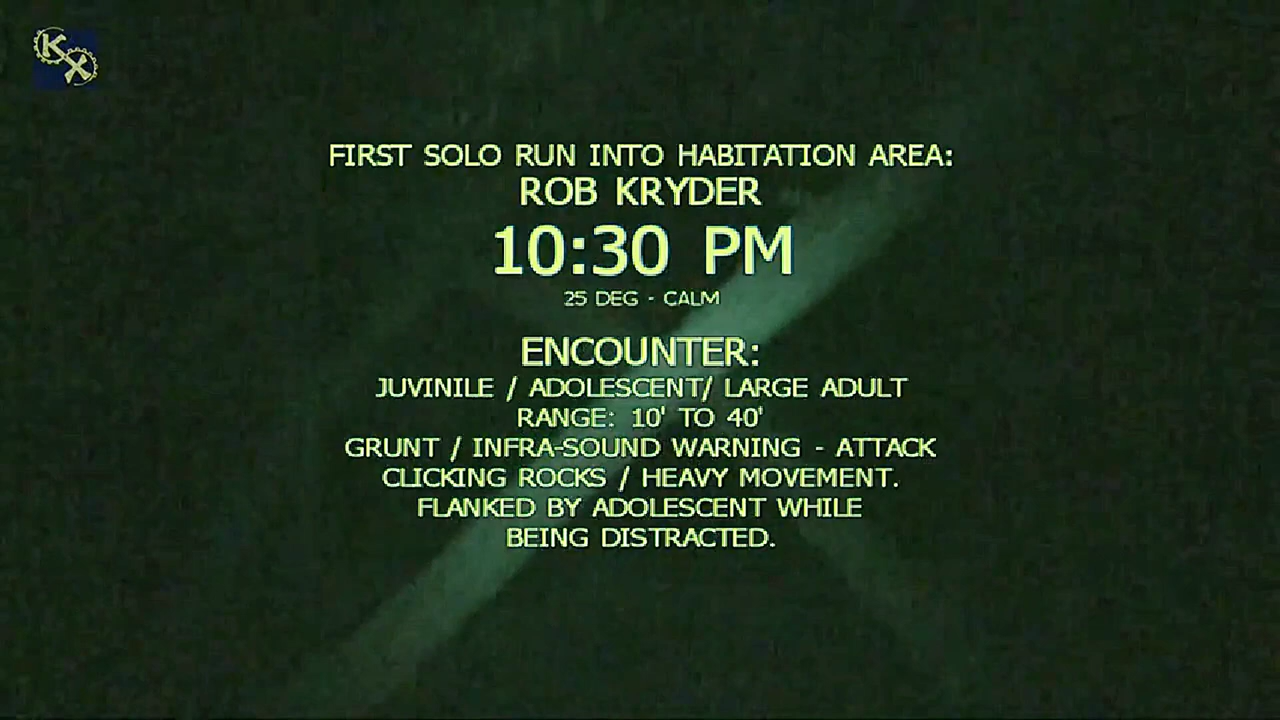 KX
FIRST SOLO RUN INTO HABITATION AREA:
ROB KRYDER
10:30 PM
25 DEG - CALM
ENCOUNTER:
JUVINILE / ADOLESCENT/ LARGE ADULT
RANGE: 10' TO 40'
GRUNT / INFRA-SOUND WARNING - ATTACK
CLICKING ROCKS / HEAVY MOVEMENT.
FLANKED BY ADOLESCENT WHILE
BEING DISTRACTED.